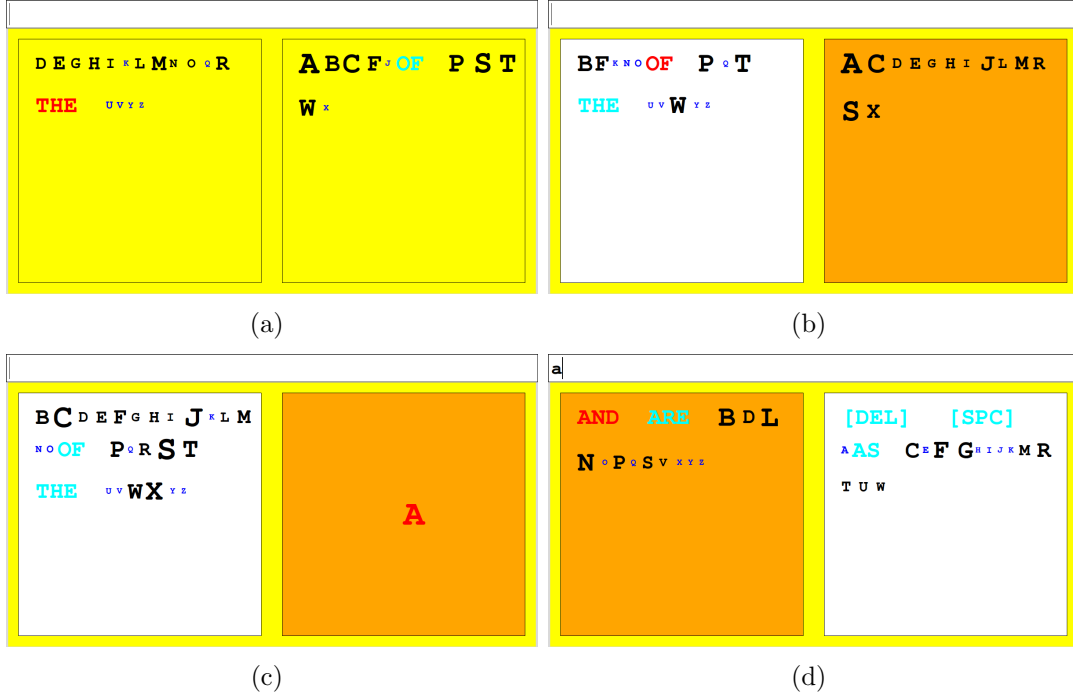 D E G H I K L M N O Q R
THE U V Y Z
A B C F J OF P S T
W X
(a)
B F K N O OF P Q T
THE U V W Y Z
A C D E G H I J L M R
S X
(b)
B C D E F G H I J K L M
N O OF P Q R S T
THE U V W X Y Z
A
(c)
a
AND ARE B D L
N O P Q S V X Y Z
[DEL] [SPC]
A AS C E F G H I J K M R
T U W
(d)